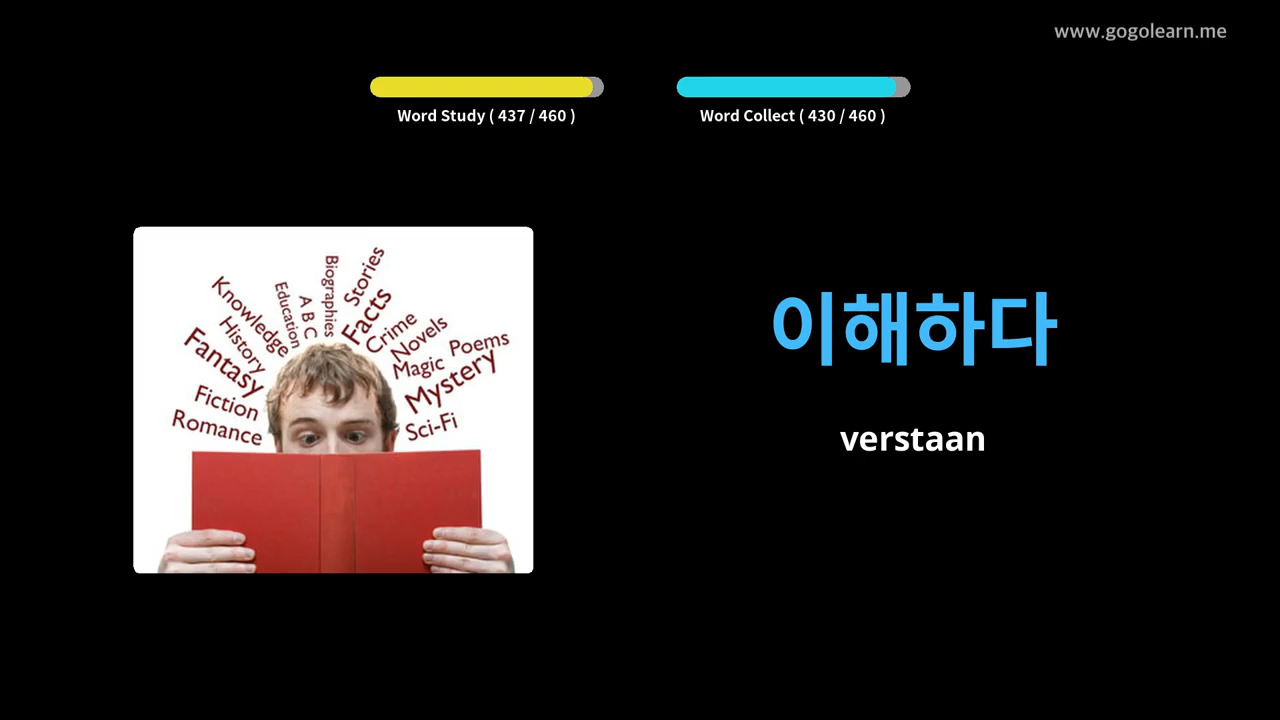 www.gogolearn.me
Word Study ( 437 / 460 )
Word Collect ( 430 / 460 )
Knowledge
History
Fantasy
Fiction
Romance
Education
A B C
Biographies
Stories
Facts
Crime
Novels
Magic
Poems
Mystery
Sci-Fi
이해하다
verstaan